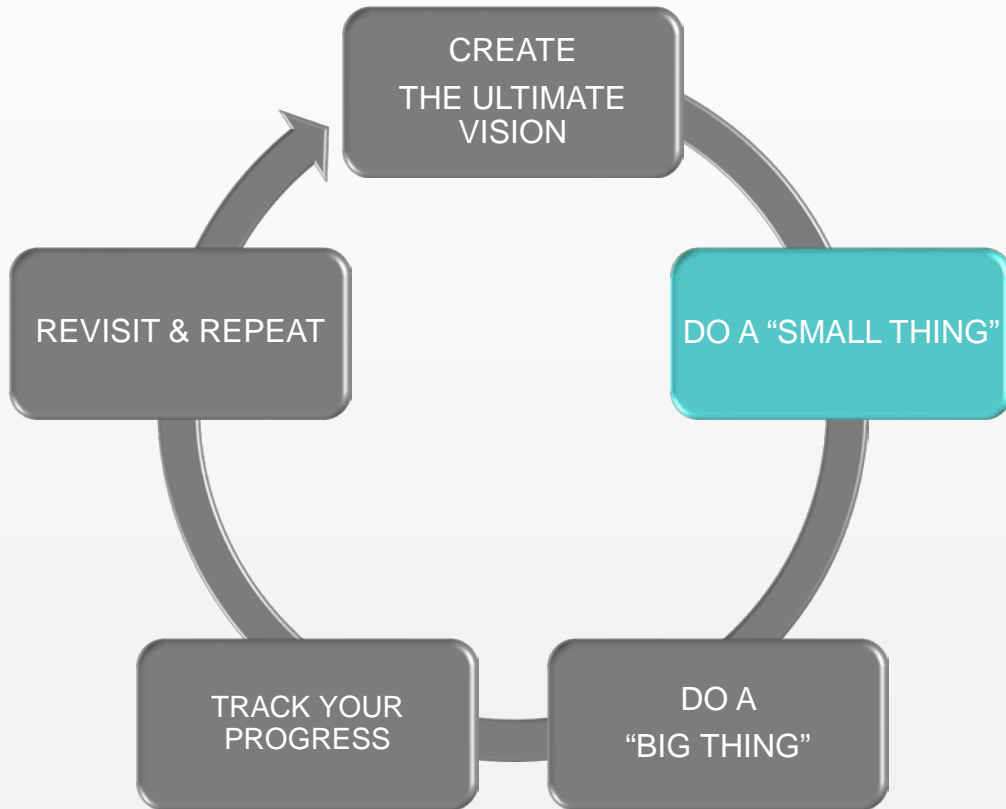 CREATE
THE ULTIMATE
VISION
DO A “SMALL THING”
DO A
“BIG THING”
TRACK YOUR
PROGRESS
REVISIT & REPEAT